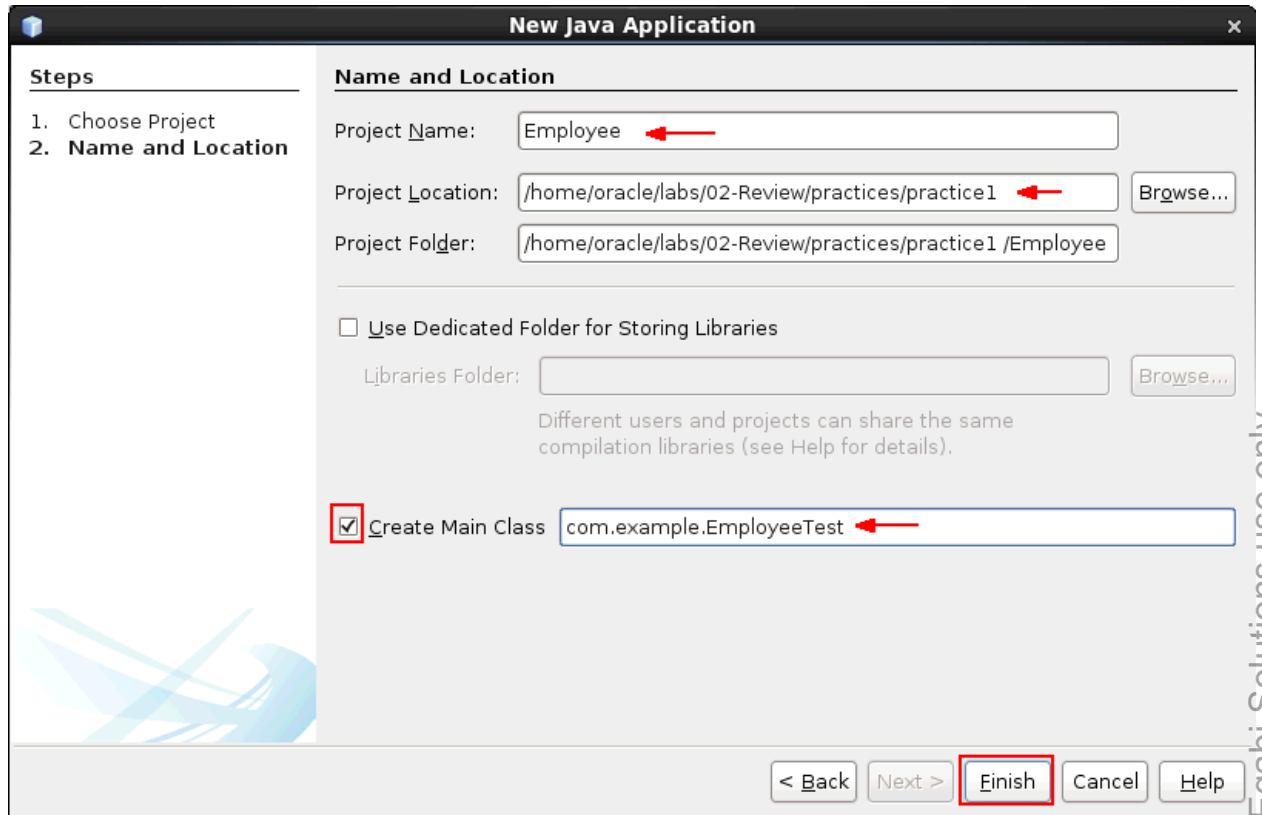 New Java Application
Steps
1. Choose Project
2. Name and Location
Name and Location
Project Name: Employee
Project Location: /home/oracle/labs/02-Review/practices/practice1 Browse...
Project Folder: /home/oracle/labs/02-Review/practices/practice1 /Employee
Use Dedicated Folder for Storing Libraries
Libraries Folder: Browse...
Different users and projects can share the same
compilation libraries (see Help for details).
Create Main Class com.example.EmployeeTest
< Back Next > Finish Cancel Help
Solutions use only